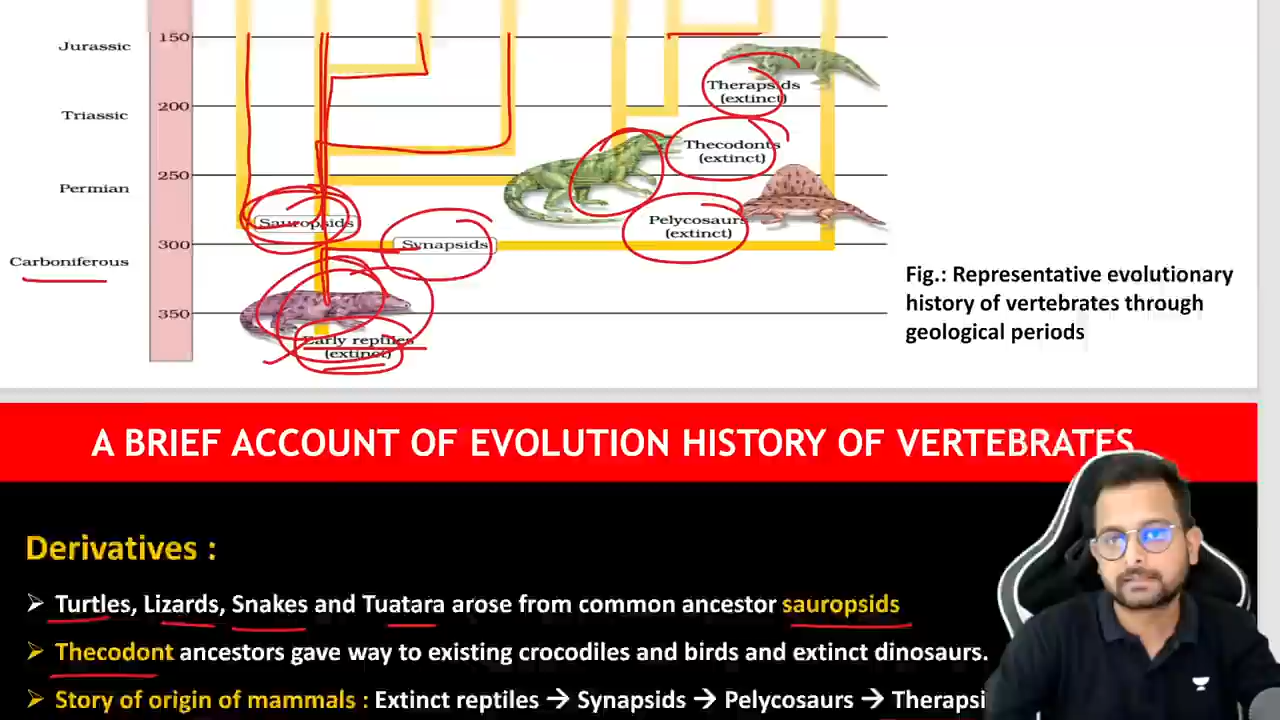 Jurassic
150
Therapsids
(extinct)
200
Triassic
Thecodonts
(extinct)
250
Permian
Sauropsids
Pelycosaurs
(extinct)
Synapsids
300
Carboniferous
Fig.: Representative evolutionary
history of vertebrates through
geological periods
350
Early reptiles
(extinct)
A BRIEF ACCOUNT OF EVOLUTION HISTORY OF VERTEBRATES
Derivatives :
➢ Turtles, Lizards, Snakes and Tuatara arose from common ancestor sauropsids
➢ Thecodont ancestors gave way to existing crocodiles and birds and extinct dinosaurs.
➢ Story of origin of mammals : Extinct reptiles → Synapsids → Pelycosaurs → Therapsi